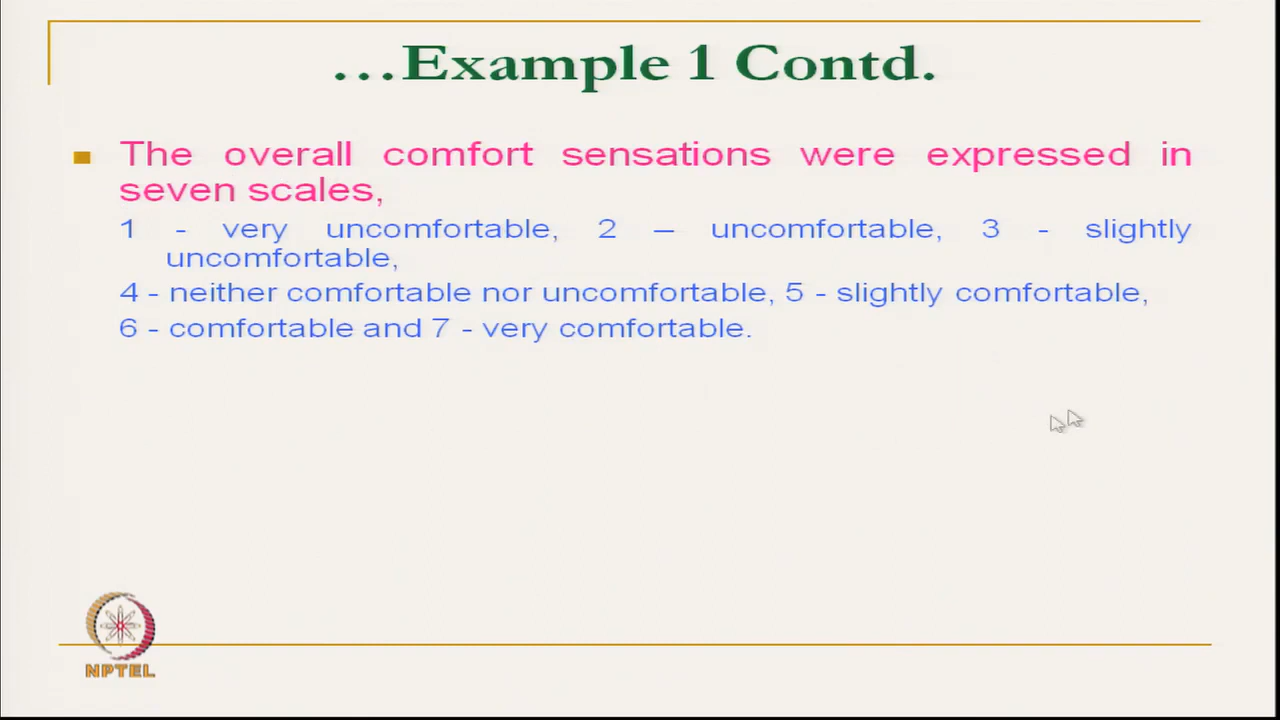 ...Example 1 Contd.
The overall comfort sensations were expressed in
seven scales,
1 - very uncomfortable, 2 – uncomfortable, 3 - slightly
uncomfortable,
4 - neither comfortable nor uncomfortable, 5 - slightly comfortable,
6 - comfortable and 7 - very comfortable.
NPTEL